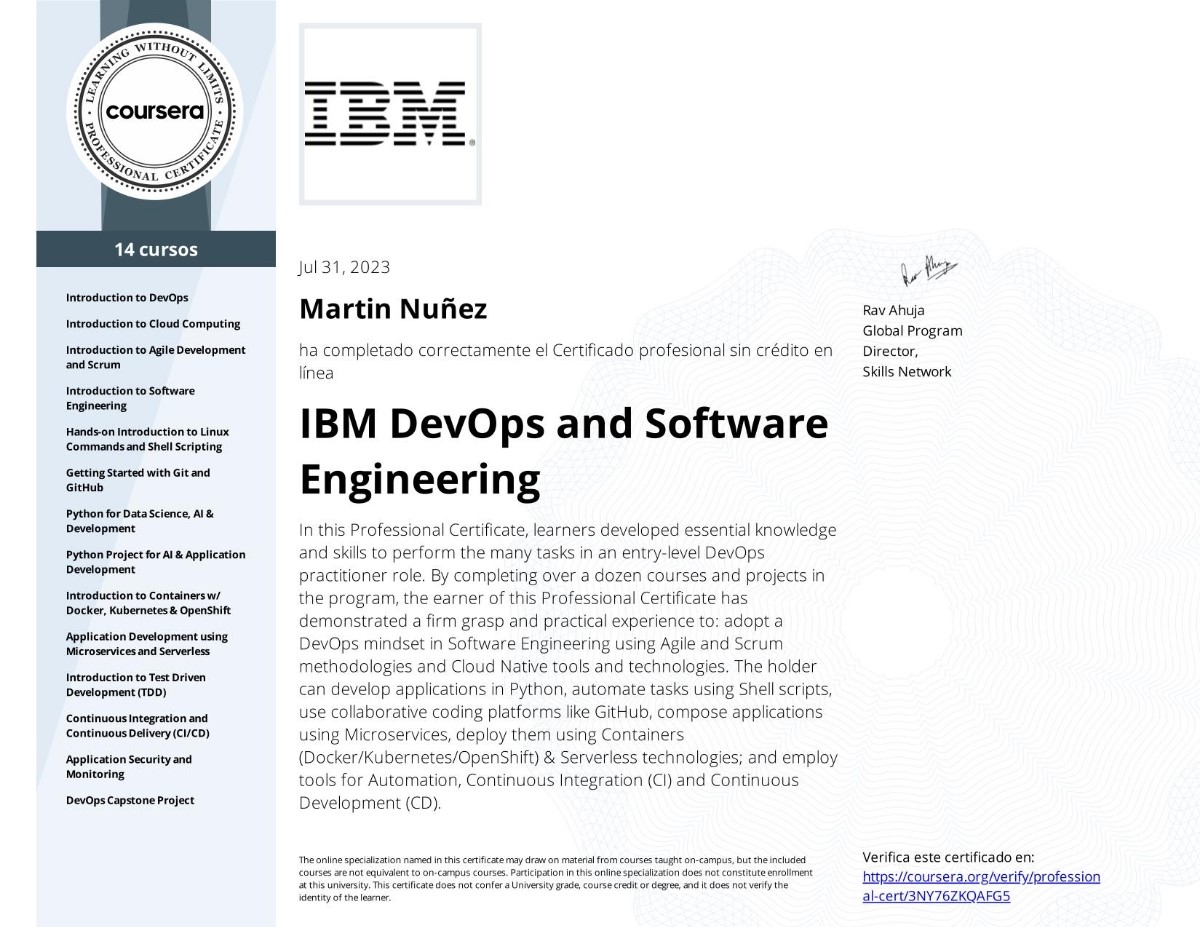 LEARNING WITHOUT LIMITS
coursera
PROFESSIONAL CERTIFICATE
14 cursos
Introduction to DevOps
Introduction to Cloud Computing
Introduction to Agile Development
and Scrum
Introduction to Software
Engineering
Hands-on Introduction to Linux
Commands and Shell Scripting
Getting Started with Git and
GitHub
Python for Data Science, AI &
Development
Python Project for AI & Application
Development
Introduction to Containers w/
Docker, Kubernetes & OpenShift
Application Development using
Microservices and Serverless
Introduction to Test Driven
Development (TDD)
Continuous Integration and
Continuous Delivery (CI/CD)
Application Security and
Monitoring
DevOps Capstone Project
IBM®
Jul 31, 2023
Martin Nuñez
ha completado correctamente el Certificado profesional sin crédito en
línea
IBM DevOps and Software
Engineering
In this Professional Certificate, learners developed essential knowledge
and skills to perform the many tasks in an entry-level DevOps
practitioner role. By completing over a dozen courses and projects in
the program, the earner of this Professional Certificate has
demonstrated a firm grasp and practical experience to: adopt a
DevOps mindset in Software Engineering using Agile and Scrum
methodologies and Cloud Native tools and technologies. The holder
can develop applications in Python, automate tasks using Shell scripts,
use collaborative coding platforms like GitHub, compose applications
using Microservices, deploy them using Containers
(Docker/Kubernetes/OpenShift) & Serverless technologies; and employ
tools for Automation, Continuous Integration (CI) and Continuous
Development (CD).
The online specialization named in this certificate may draw on material from courses taught on-campus, but the included
courses are not equivalent to on-campus courses. Participation in this online specialization does not constitute enrollment
at this university. This certificate does not confer a University grade, course credit or degree, and it does not verify the
identity of the learner.
Rav Ahuja
Rav Ahuja
Global Program
Director,
Skills Network
Verifica este certificado en:
https://coursera.org/verify/profession
al-cert/3NY76ZKQAFG5